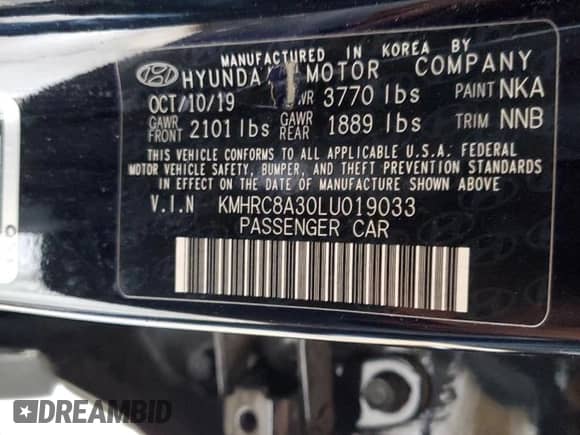 MANUFACTURED IN KOREA BY
HYUNDAI MOTOR COMPANY
OCT/10/19 WR 3770 lbs PAINT NKA
GAWR FRONT 2101 lbs GAWR REAR 1889 lbs TRIM NNB
THIS VEHICLE CONFORMS TO ALL APPLICABLE U.S.A. FEDERAL
MOTOR VEHICLE SAFETY, BUMPER, AND THEFT PREVENTION STANDARDS
IN EFFECT ON THE DATE OF MANUFACTURE SHOWN ABOVE
V.I.N KMHRC8A30LU019033
PASSENGER CAR
DREAMBID